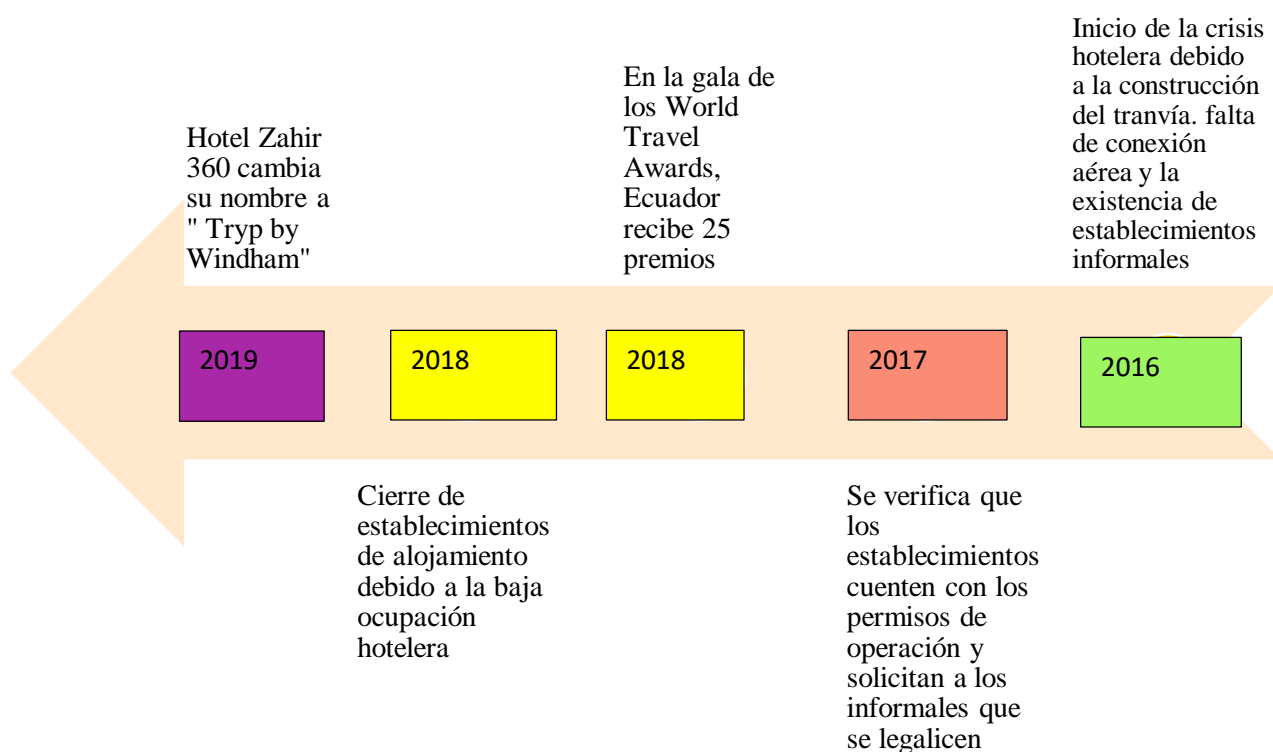 Hotel Zahir
360 cambia
su nombre a
" Tryp by
Windham"
En la gala de
los World
Travel
Awards,
Ecuador
recibe 25
premios
Inicio de la crisis
hotelera debido
a la construcción
del tranvía. falta
de conexión
aérea y la
existencia de
establecimientos
informales
2019
2018
2018
2017
2016
Cierre de
establecimientos
de alojamiento
debido a la baja
ocupación
hotelera
Se verifica que
los
establecimientos
cuenten con los
permisos de
operación y
solicitan a los
informales que
se legalicen